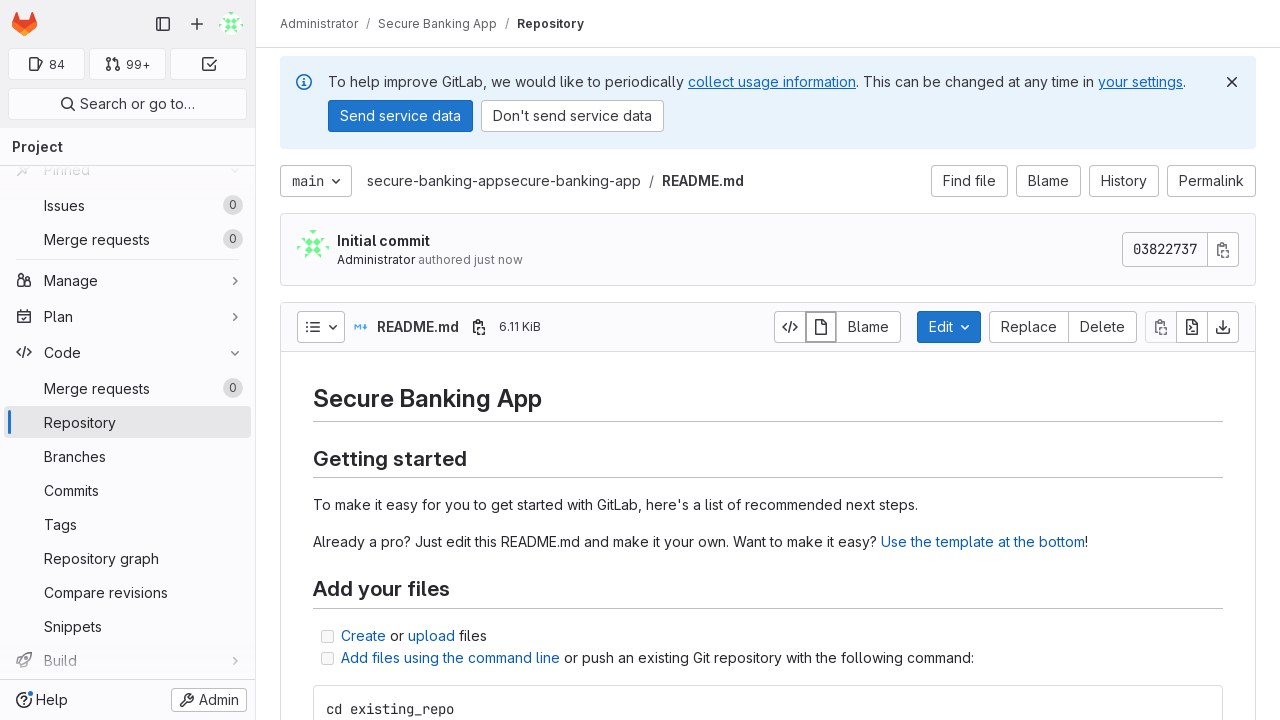 Administrator / Secure Banking App / Repository
84
99+
Search or go to…
Project
Pinned
Issues 0
Merge requests 0
Manage
Plan
Code
Merge requests 0
Repository
Branches
Commits
Tags
Repository graph
Compare revisions
Snippets
Build
Help
Admin
To help improve GitLab, we would like to periodically collect usage information. This can be changed at any time in your settings.
Send service data
Don't send service data
main
secure-banking-appsecure-banking-app / README.md
Find file
Blame
History
Permalink
Initial commit
Administrator authored just now
03822737
README.md
6.11 KiB
Blame
Edit
Replace
Delete
Secure Banking App
Getting started
To make it easy for you to get started with GitLab, here's a list of recommended next steps.
Already a pro? Just edit this README.md and make it your own. Want to make it easy? Use the template at the bottom!
Add your files
Create or upload files
Add files using the command line or push an existing Git repository with the following command:
cd existing_repo